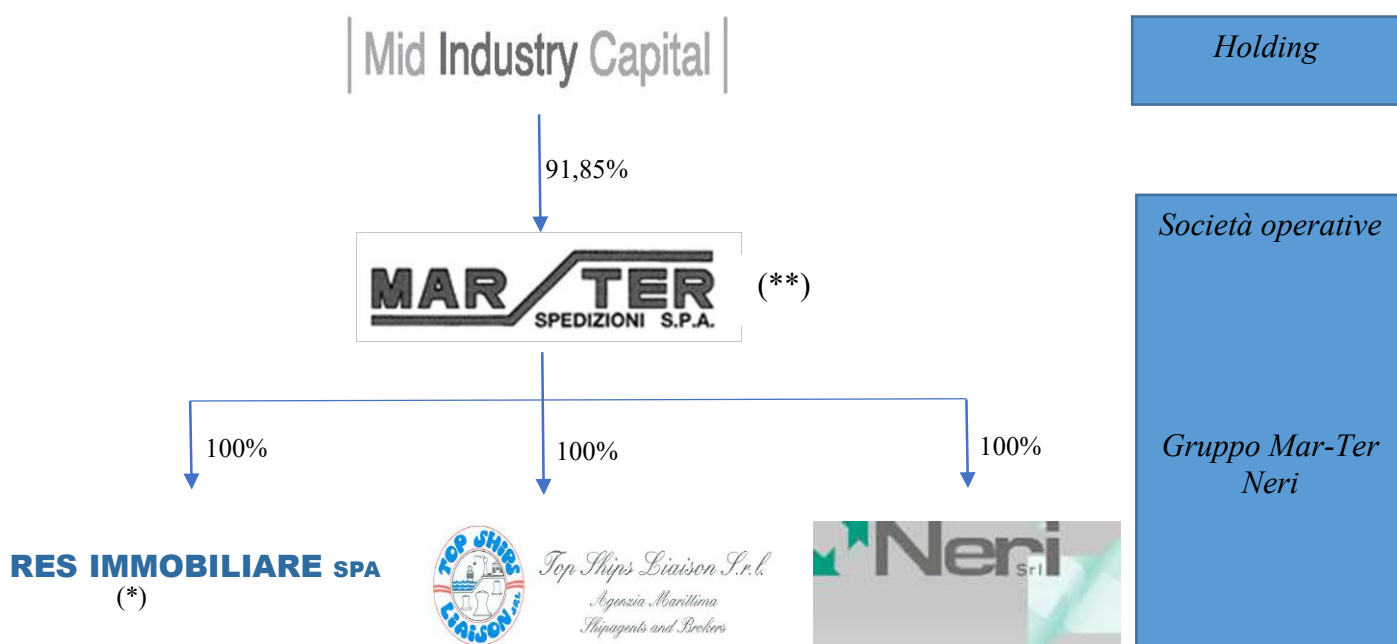 | Mid Industry Capital |
Holding
91,85%
Società operative
MAR TER
SPEDIZIONI S.P.A.
(**)
100%
100%
100%
Gruppo Mar-Ter
Neri
RES IMMOBILIARE SPA
(*)
TOP SHIPS
LIAISON SRL
Top Ships Liaison S.r.l.
Agenzia Marittima
Shipagents and Brokers
Neri
Srl